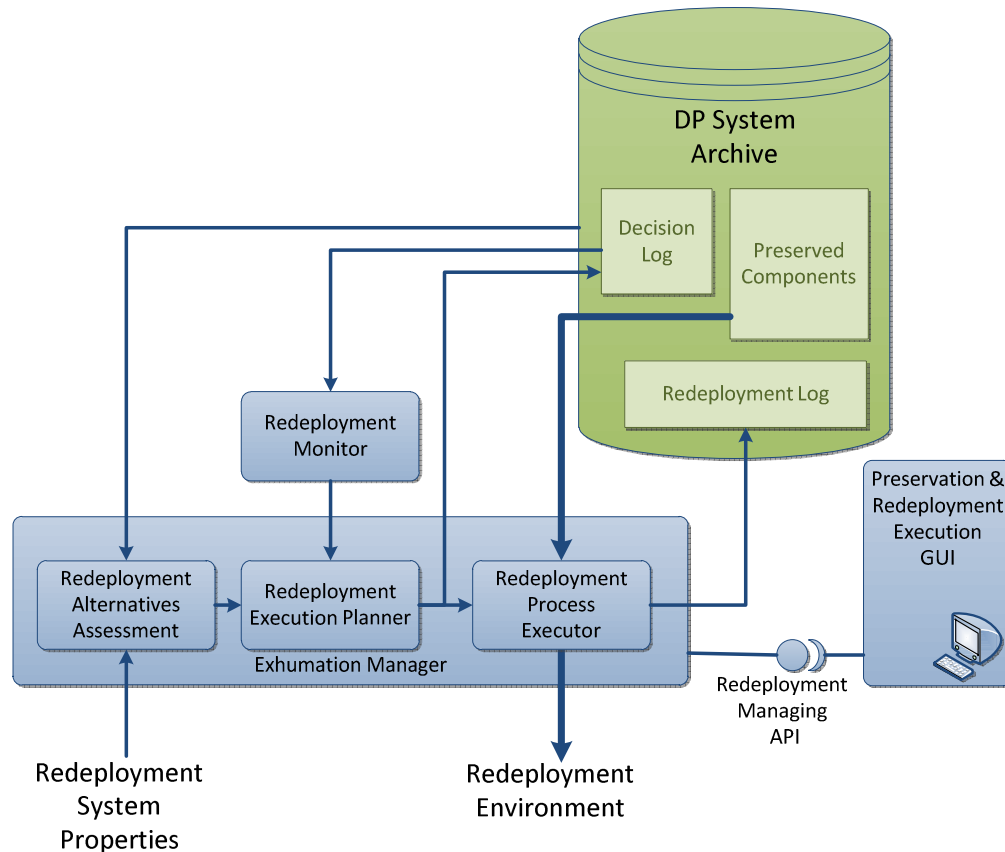 DP System
Archive
Decision
Log
Preserved
Components
Redeployment Log
Redeployment
Monitor
Preservation &
Redeployment
Execution
GUI
Redeployment
Alternatives
Assessment
Redeployment
Execution Planner
Redeployment
Process
Executor
Exhumation Manager
Redeployment
Managing
API
Redeployment
System
Properties
Redeployment
Environment